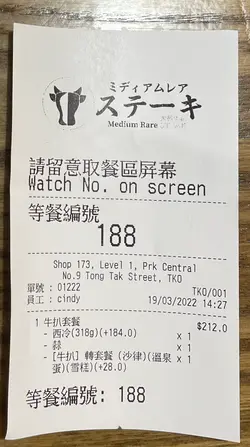 ミディアムレア
ステーキ
Medium Rare
請留意取餐區屏幕
Watch No. on screen
等餐編號
188
Shop 173, Level 1, Prk Central
No.9 Tong Tak Street, TKO
單號 : 01222 TKO/001
員工 : cindy 19/03/2022 14:27
1 牛扒套餐 $212.0
- 西冷(318g)(+184.0) x 1
- 蒜 x 1
- [牛扒] 轉套餐 (沙律)(溫泉 x 1
蛋)(雪糕)(+28.0)
等餐編號: 188